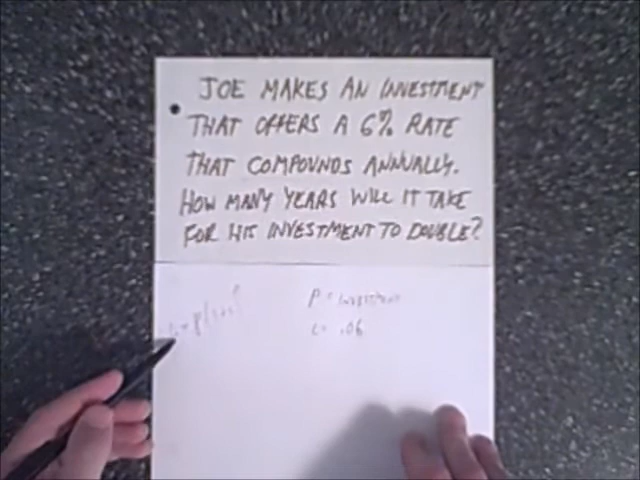 JOE MAKES AN INVESTMENT
THAT OFFERS A 6% RATE
THAT COMPOUNDS ANNUALLY.
HOW MANY YEARS WILL IT TAKE
FOR HIS INVESTMENT TO DOUBLE?
P = INVESTMENT
.06